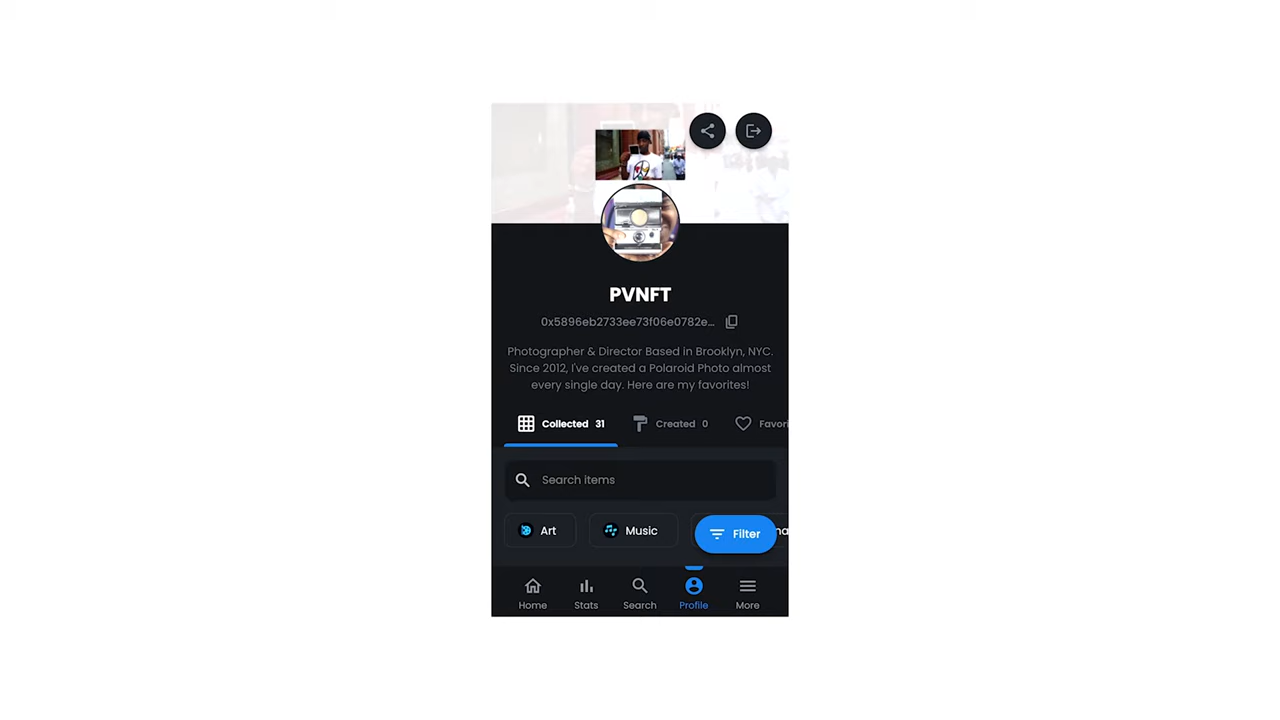 PVNFT
0x5896eb2733ee73f06e0782e...
Photographer & Director Based in Brooklyn, NYC.
Since 2012, I've created a Polaroid Photo almost
every single day. Here are my favorites!
Collected 31 Created 0 Favori
Search items
Art Music Filter
Home Stats Search Profile More